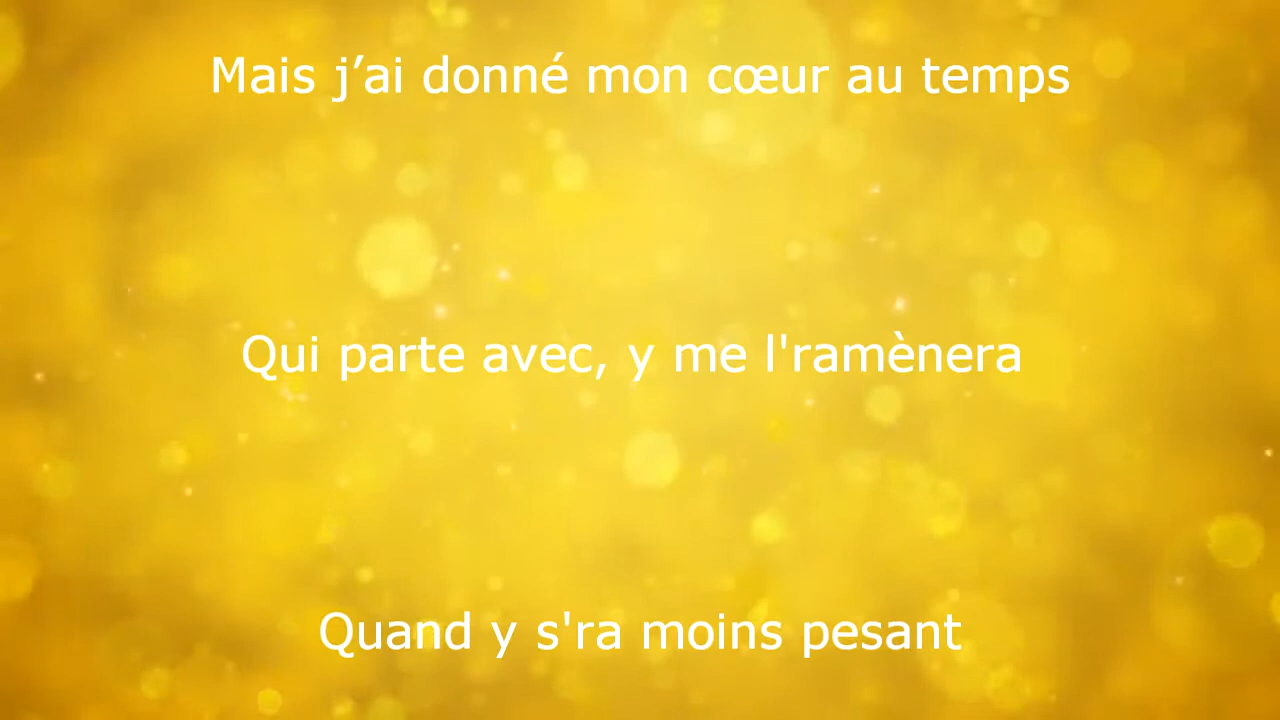 Mais j’ai donné mon cœur au temps
Qui parte avec, y me l'ramènera
Quand y s'ra moins pesant